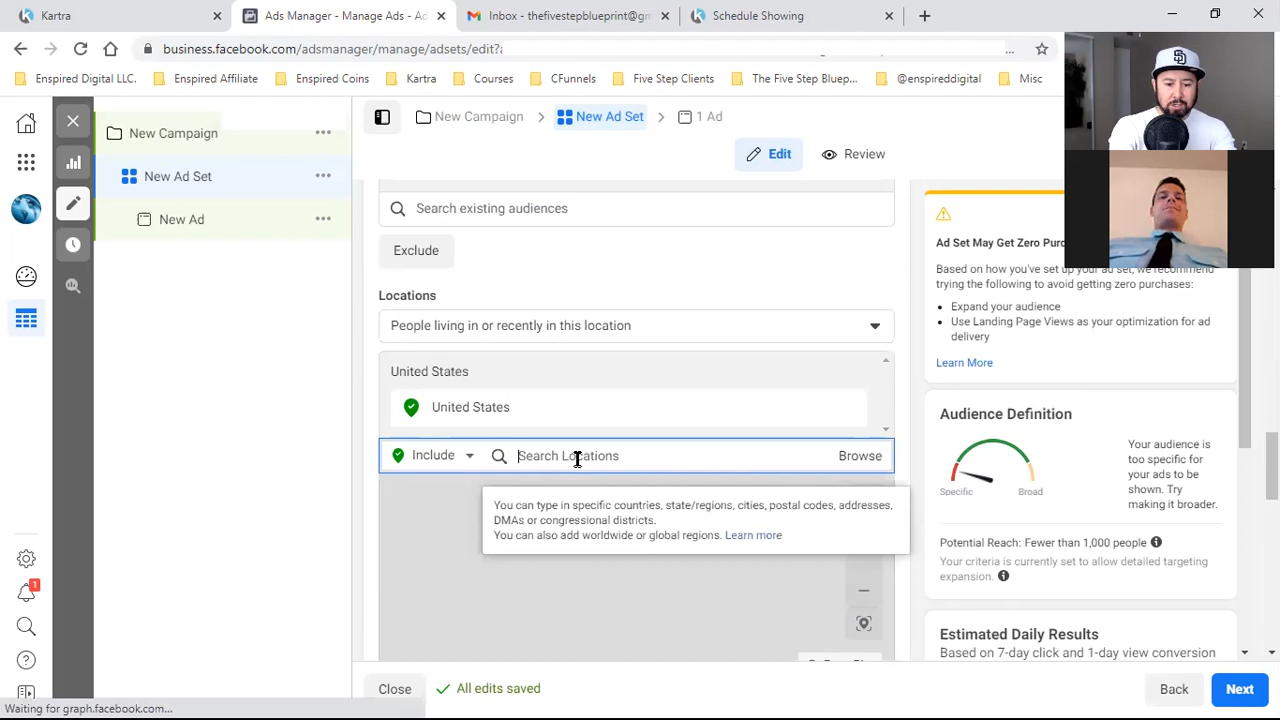 Kartra
Ads Manager - Manage Ads - Ad
Inbox - thefivestepblueprint@gm
Schedule Showing
business.facebook.com/adsmanager/manage/assets/edit?
...
Enspired Digital LLC.
Enspired Affiliate
Enspired Coins
Kartra
Courses
CFunnels
Five Step Clients
The Five Step Bluep...
@enspireddigital
Misc
New Campaign
New Ad Set
New Ad
New Campaign
New Ad Set
1 Ad
Edit
Review
Search existing audiences
Exclude
Locations
People living in or recently in this location
United States
United States
Include
Search Locations
Browse
You can type in specific countries, state/regions, cities, postal codes, addresses,
DMAs or congressional districts.
You can also add worldwide or global regions. Learn more
Ad Set May Get Zero
Based on how you've set up your ad set, we recommend
trying the following to avoid getting zero purchases:
Expand your audience
Use Landing Page Views as your optimization for ad
delivery
Learn More
Audience Definition
Specific
Broad
Your audience is
too specific for
your ads to be
shown. Try
making it broader.
Potential Reach: Fewer than 1,000 people
Your criteria is currently set to allow detailed targeting
expansion.
Estimated Daily Results
Based on 7-day click and 1-day view conversion
Close
All edits saved
Back
Next
1
Waiting for graph.facebook.com...